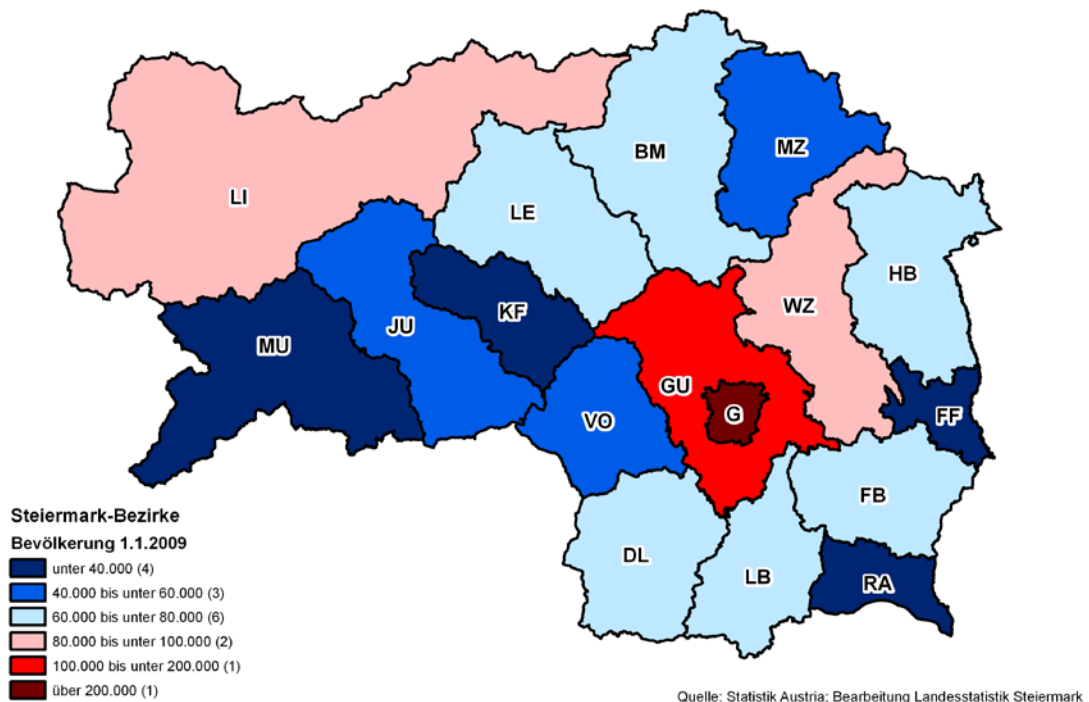 BM
MZ
LI
LE
HB
KF
WZ
JU
MU
GU
G
VO
FF
FB
DL
LB
RA
Steiermark-Bezirke
Bevölkerung 1.1.2009
unter 40.000 (4)
40.000 bis unter 60.000 (3)
60.000 bis unter 80.000 (6)
80.000 bis unter 100.000 (2)
100.000 bis unter 200.000 (1)
über 200.000 (1)
Quelle: Statistik Austria; Bearbeitung Landesstatistik Steiermark